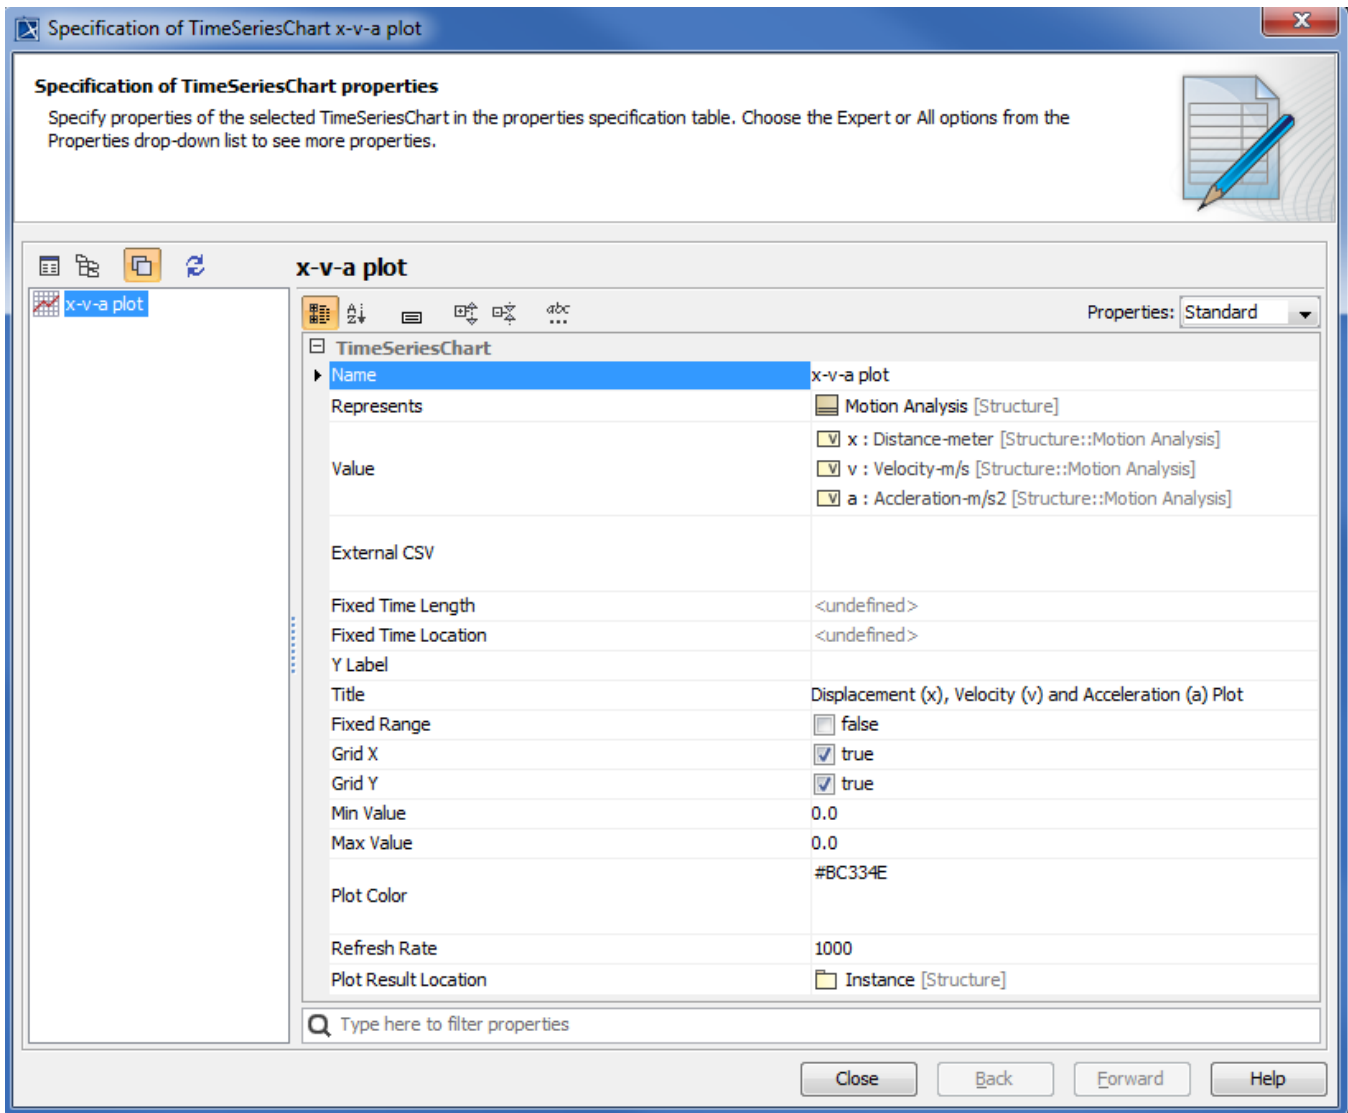 Specification of TimeSeriesChart x-v-a plot
Specification of TimeSeriesChart properties
Specify properties of the selected TimeSeriesChart in the properties specification table. Choose the Expert or All options from the
Properties drop-down list to see more properties.
x-v-a plot
x-v-a plot
Properties: Standard
TimeSeriesChart
Name x-v-a plot
Represents Motion Analysis [Structure]
Value
x : Distance-meter [Structure::Motion Analysis]
v : Velocity-m/s [Structure::Motion Analysis]
a : Accleration-m/s2 [Structure::Motion Analysis]
External CSV
Fixed Time Length <undefined>
Fixed Time Location <undefined>
Y Label
Title Displacement (x), Velocity (v) and Acceleration (a) Plot
Fixed Range false
Grid X true
Grid Y true
Min Value 0.0
Max Value 0.0
Plot Color #BC334E
Refresh Rate 1000
Plot Result Location Instance [Structure]
Type here to filter properties
Close Back Forward Help